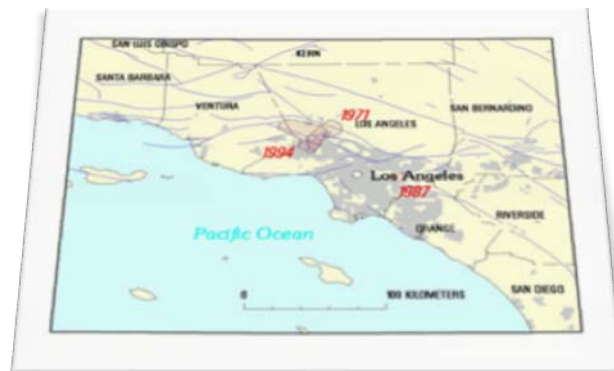 SAN LUIS OBISPO
KERN
SANTA BARBARA
VENTURA
1971
LOS ANGELES
SAN BERNARDINO
1994
Los Angeles
1987
RIVERSIDE
ORANGE
Pacific Ocean
SAN DIEGO
0
100 KILOMETERS